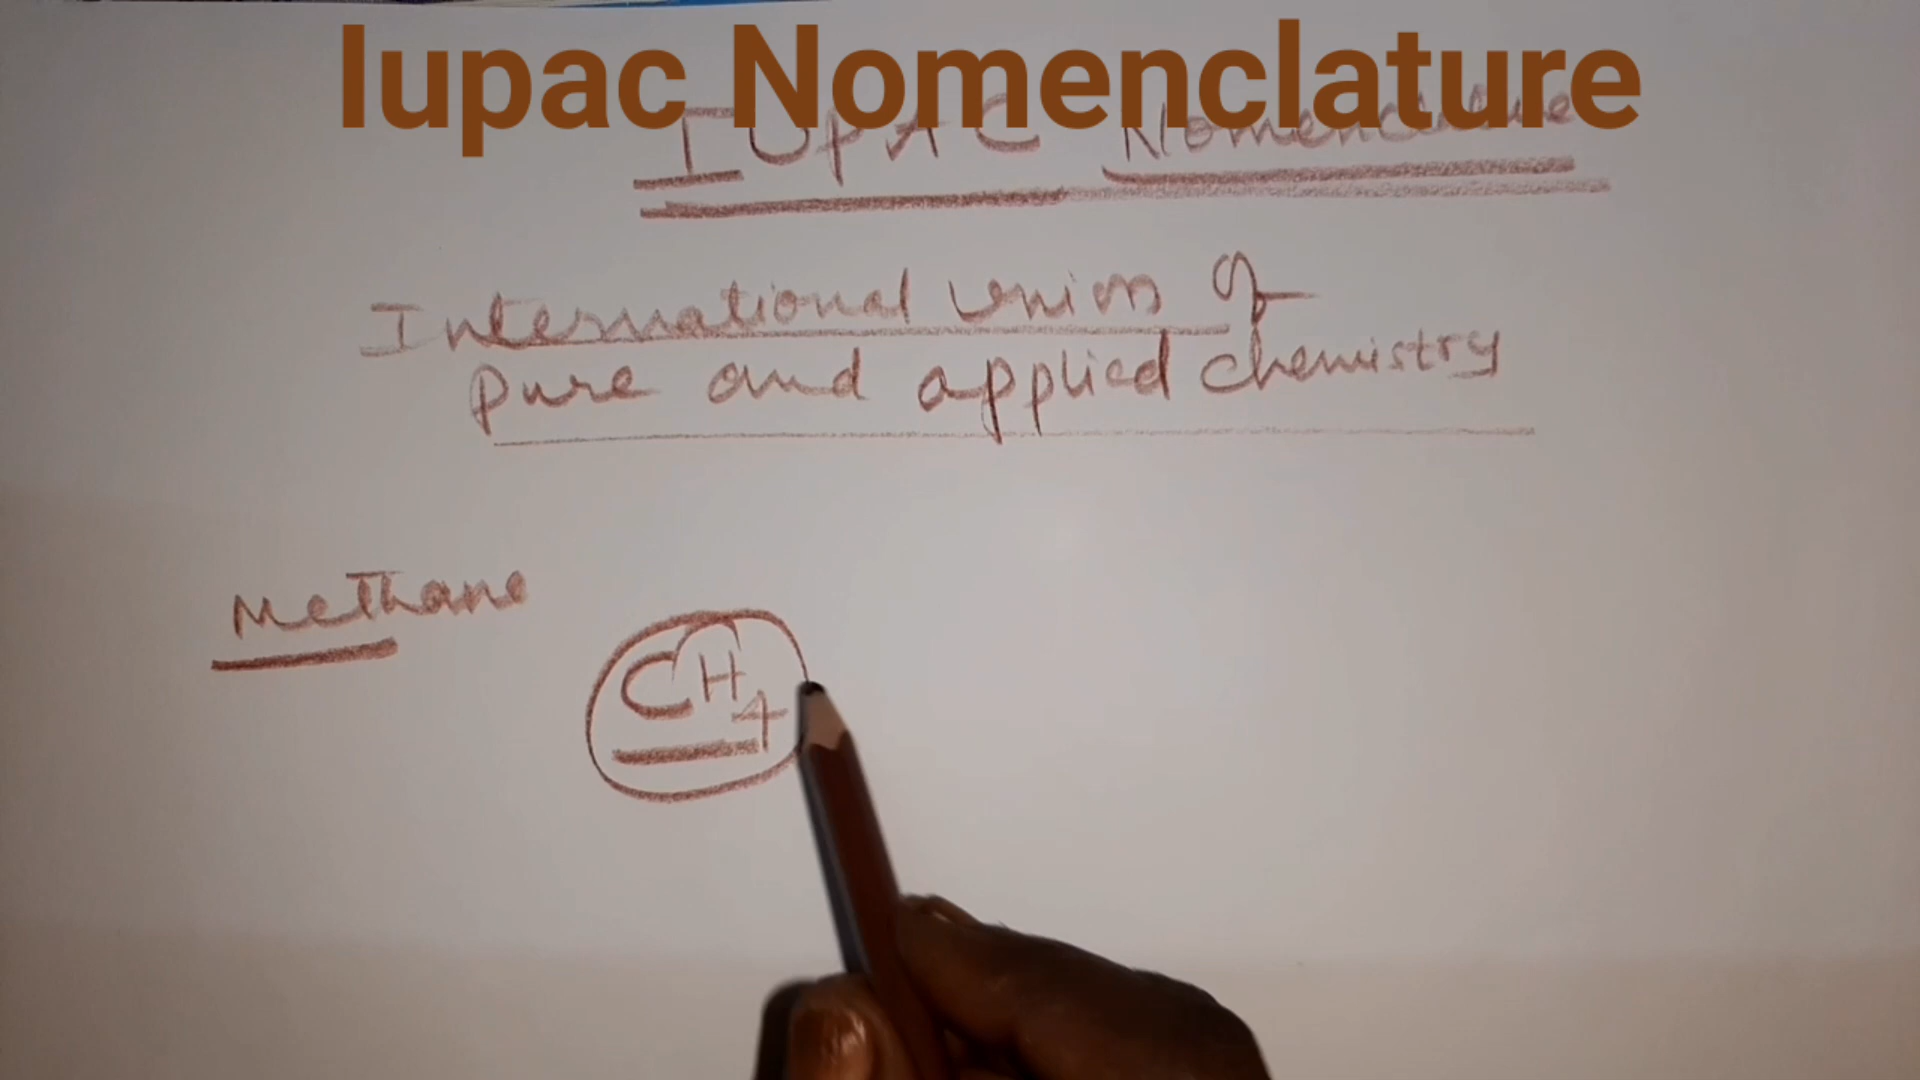 Iupac Nomenclature
IUPAC Nomenclature
International Union of
pure and applied chemistry
Methane
CH4